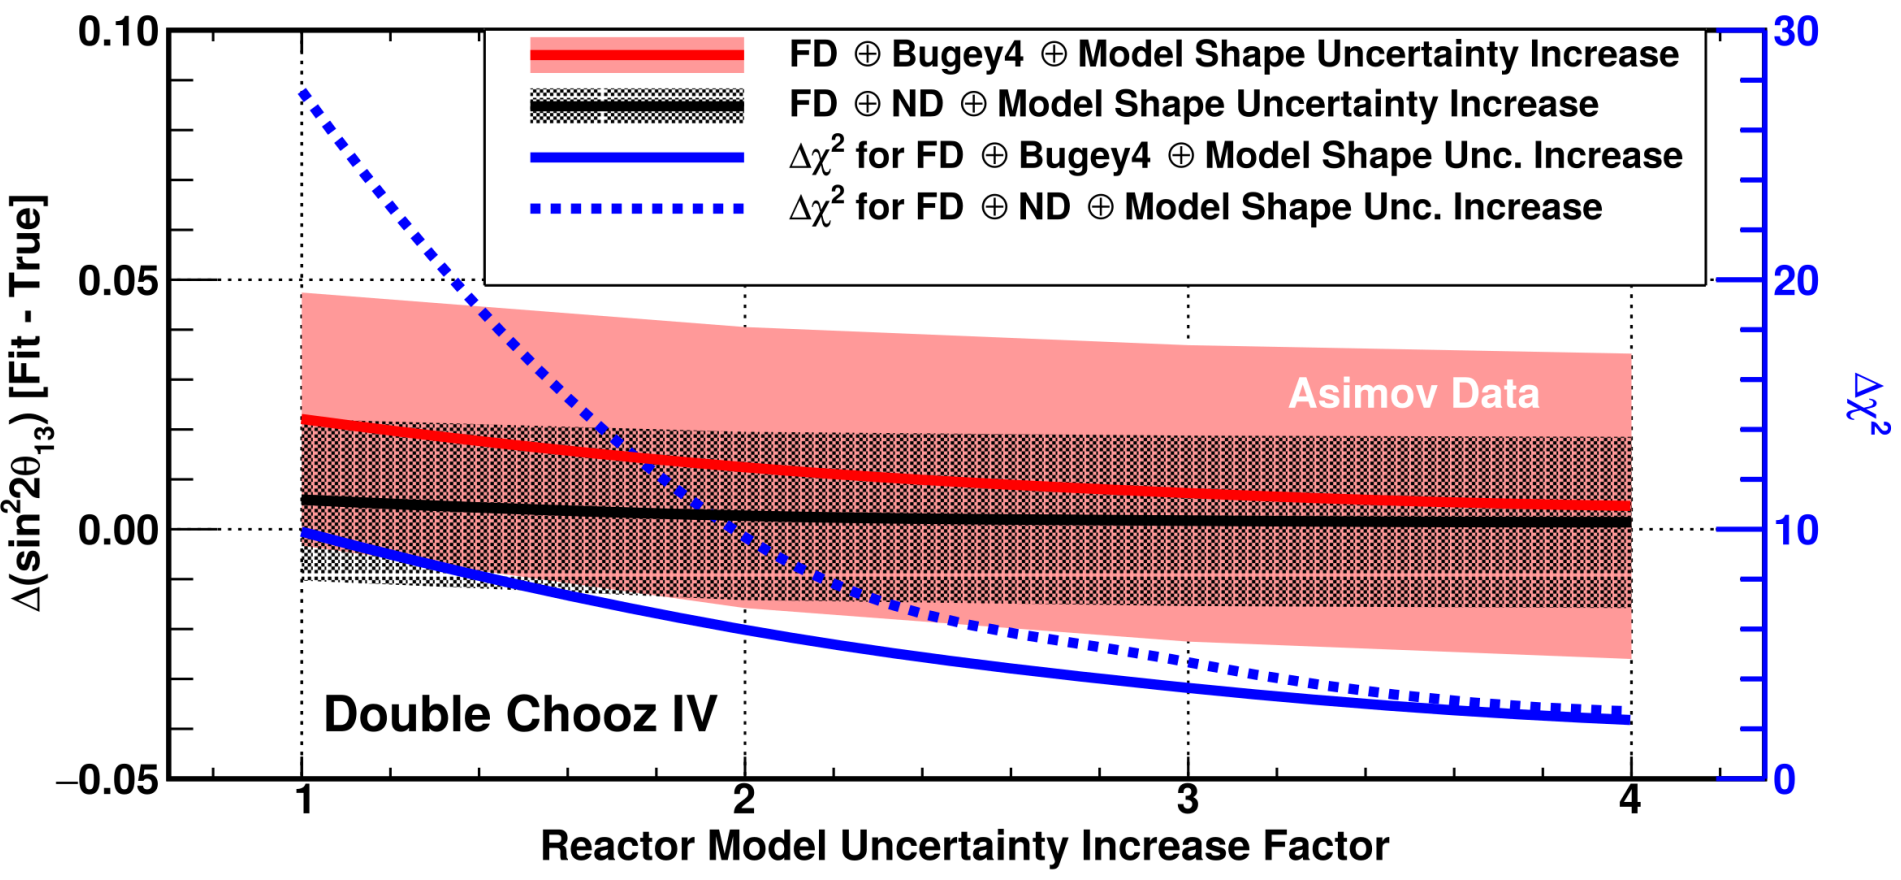 0.10
0.05
0.00
−0.05
Δ(sin²2θ₁₃) [Fit - True]
FD ⊕ Bugey4 ⊕ Model Shape Uncertainty Increase
FD ⊕ ND ⊕ Model Shape Uncertainty Increase
Δχ² for FD ⊕ Bugey4 ⊕ Model Shape Unc. Increase
Δχ² for FD ⊕ ND ⊕ Model Shape Unc. Increase
Asimov Data
Double Chooz IV
30
20
10
0
Δχ²
1 2 3 4
Reactor Model Uncertainty Increase Factor